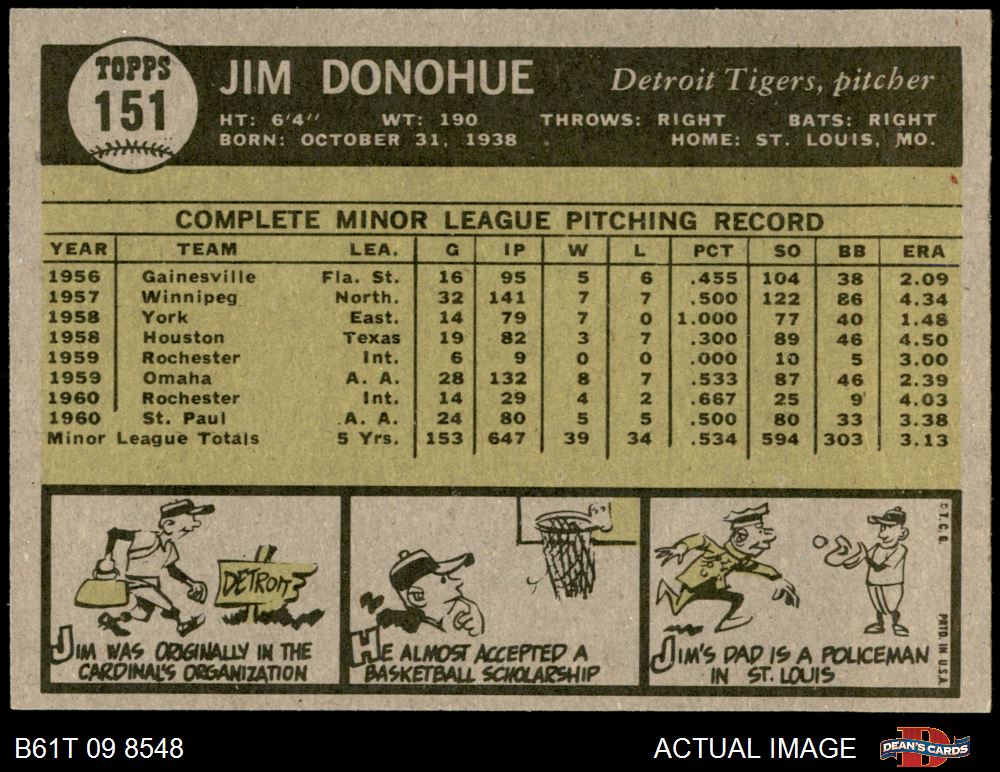 TOPPS
151
JIM DONOHUE Detroit Tigers, pitcher
HT: 6'4" WT: 190 THROWS: RIGHT BATS: RIGHT
BORN: OCTOBER 31, 1938 HOME: ST. LOUIS, MO.
COMPLETE MINOR LEAGUE PITCHING RECORD
YEAR TEAM LEA. G IP W L PCT SO BB ERA
1956 Gainesville Fla. St. 16 95 5 6 .455 104 38 2.09
1957 Winnipeg North. 32 141 7 7 .500 122 86 4.34
1958 York East. 14 79 7 0 1.000 77 40 1.48
1958 Houston Texas 19 82 3 7 .300 89 46 4.50
1959 Rochester Int. 6 9 0 0 .000 10 5 3.00
1959 Omaha A. A. 28 132 8 7 .533 87 46 2.39
1960 Rochester Int. 14 29 4 2 .667 25 9 4.03
1960 St. Paul A. A. 24 80 5 5 .500 80 33 3.38
Minor League Totals 5 Yrs. 153 647 39 34 .534 594 303 3.13
DETROIT
JIM WAS ORIGINALLY IN THE
CARDINAL'S ORGANIZATION
HE ALMOST ACCEPTED A
BASKETBALL SCHOLARSHIP
JIM'S DAD IS A POLICEMAN
IN ST. LOUIS
© T. C. G.
PRTD. IN U.S.A.
B61T 09 8548
ACTUAL IMAGE
DEAN'S CARDS